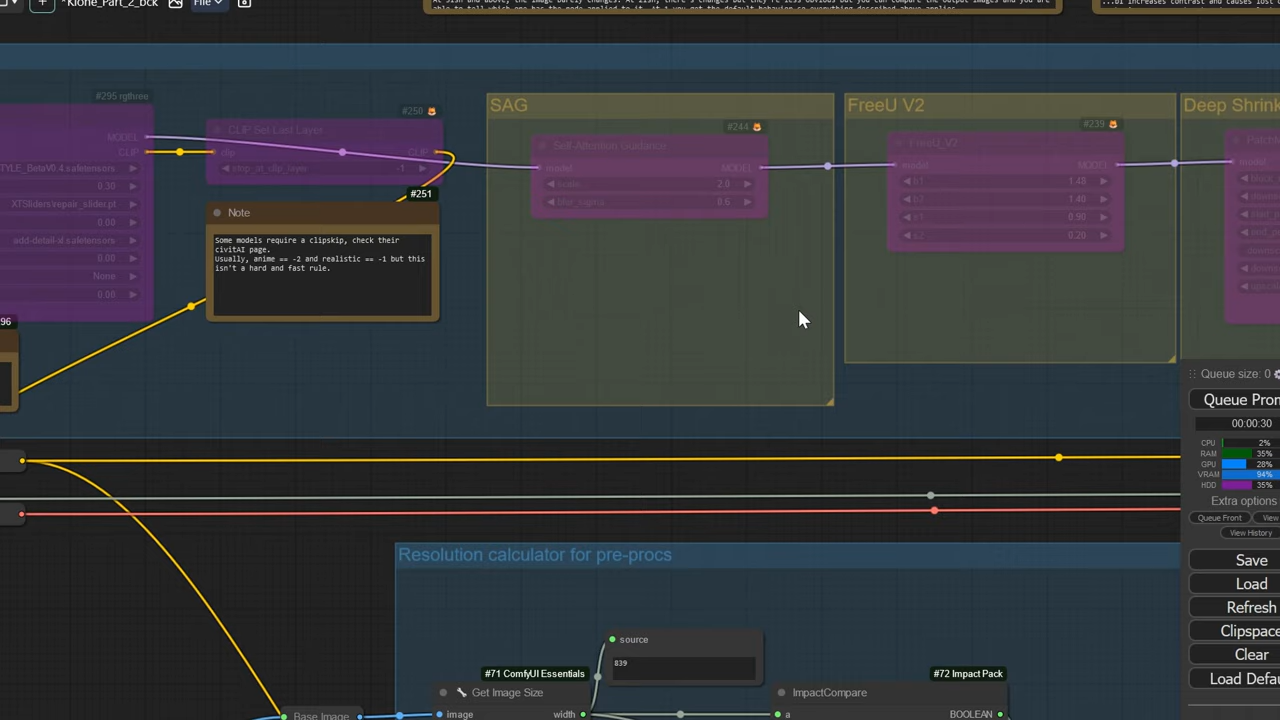 *Klone_Part_2_bck
File
#295 rgthree
MODEL
CLIP
TYLE_BetaV0.4.safetensors
0.30
XTSliders\repair_slider.pt
0.00
add-detail-xl.safetensors
0.00
None
0.00
96
#250
CLIP Set Last Layer
clip
CLIP
stop_at_clip_layer
-1
#251
Note
Some models require a clipskip, check their
civitAI page.
Usually, anime == -2 and realistic == -1 but this
isn't a hard and fast rule.
SAG
#244
Self-Attention Guidance
model
MODEL
scale
2.0
blur_sigma
0.6
FreeU V2
#239
FreeU_V2
model
MODEL
b1
1.40
s1
0.90
s2
0.20
Deep Shrink
model
Queue size: 0
Queue Prom
00:00:30
CPU
2%
RAM
35%
GPU
28%
VRAM
94%
HDD
35%
Extra options
Queue Front
View
View History
Save
Load
Refresh
Clipspace
Clear
Load Defau
Resolution calculator for pre-procs
source
839
#71 ComfyUI Essentials
Get Image Size
image
width
#72 Impact Pack
ImpactCompare
a
BOOLEAN
Base Image